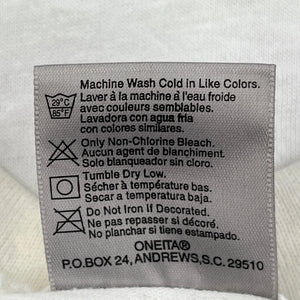 Machine Wash Cold in Like Colors.
29°C
85°F
Laver à la machine à l'eau froide
avec couleurs semblables.
Lavadora con agua fria
con colores similares.
Only Non-Chlorine Bleach.
Aucun agent de blanchiment.
Solo blanqueador sin cloro.
Tumble Dry Low.
Sécher à température bas.
Secar a temperatura baja.
Do Not Iron if Decorated.
Ne pas repasser si décoré.
No planchar si tiene estampado.
ONEITA®
P.O.BOX 24, ANDREWS,S.C. 29510